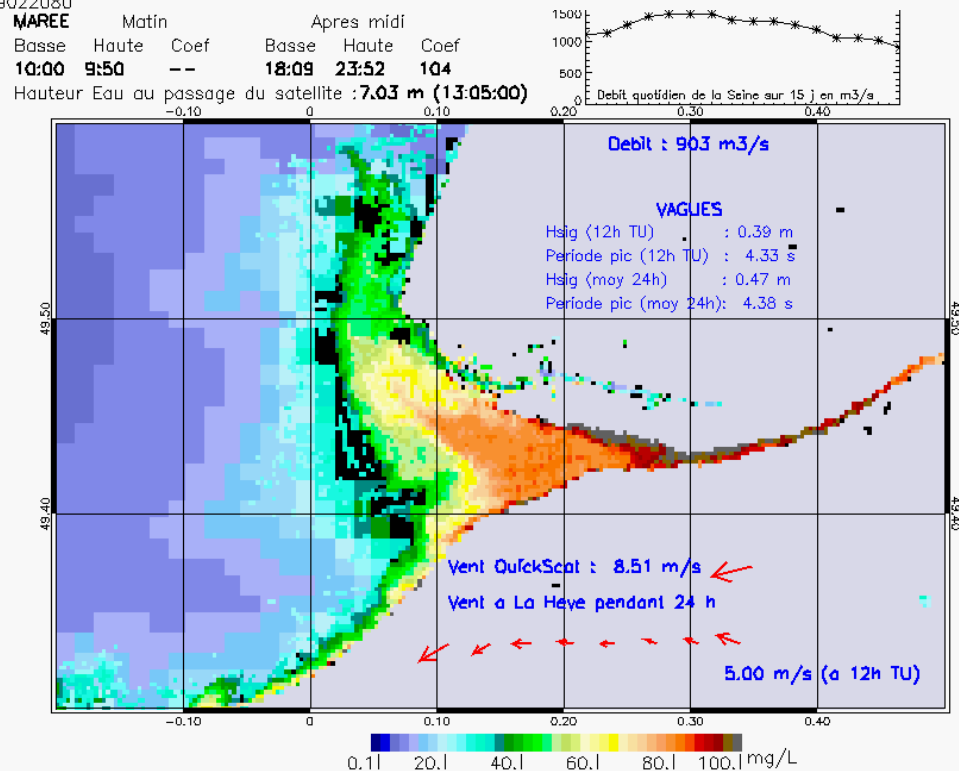 MAREE Matin Apres midi
Basse Haute Coef Basse Haute Coef
10:00 9:50 -- 18:09 23:52 104
Hauteur Eau au passage du satellite : 7.03 m (13:05:00)
1500
1000
500
0
Debit quotidien de la Seine sur 15 j en m3/s
-0.10 0 0.10 0.20 0.30 0.40
Debit : 903 m3/s
VAGUES
Hsig (12h TU) : 0.39 m
Periode pic (12h TU) : 4.33 s
Hsig (moy 24h) : 0.47 m
Periode pic (moy 24h): 4.38 s
49.50 49.50
49.40 49.40
Vent QuickScat : 8.51 m/s
Vent a La Heve pendant 24 h
5.00 m/s (a 12h TU)
-0.10 0 0.10 0.20 0.30 0.40
0.1| 20.| 40.| 60.| 80.| 100.| mg/L